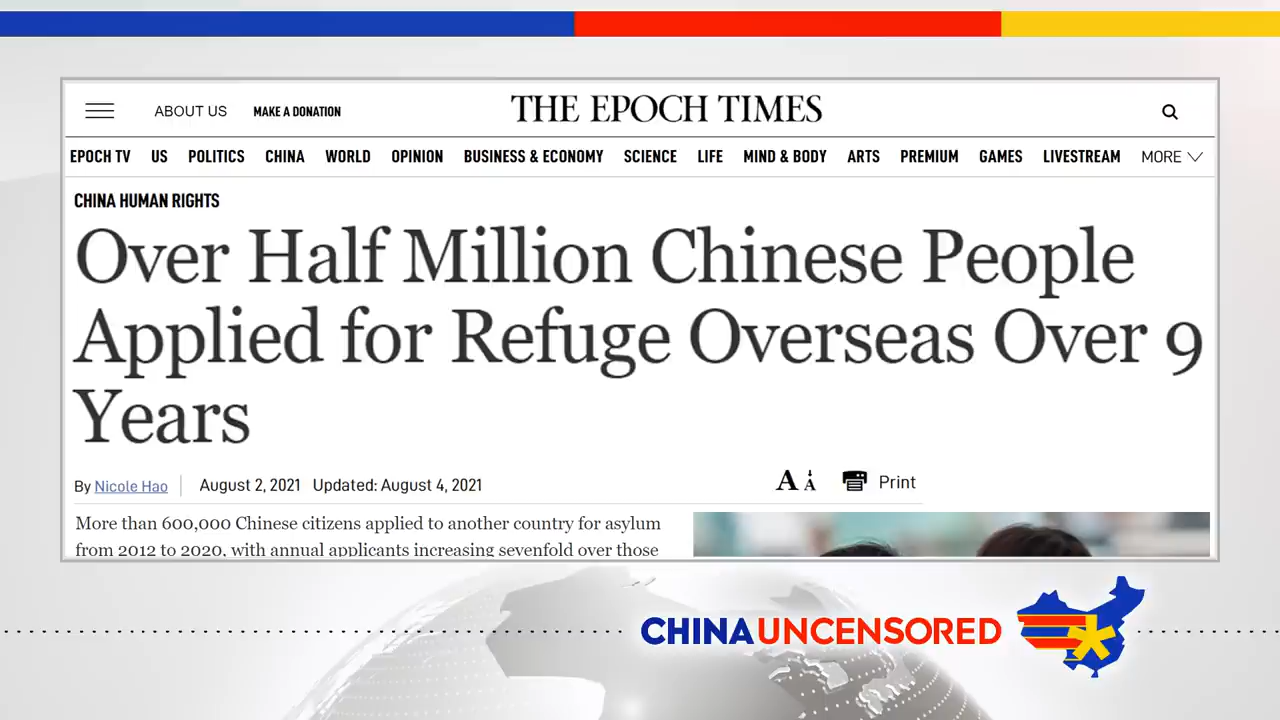 ABOUT US MAKE A DONATION THE EPOCH TIMES
EPOCH TV US POLITICS CHINA WORLD OPINION BUSINESS & ECONOMY SCIENCE LIFE MIND & BODY ARTS PREMIUM GAMES LIVESTREAM MORE
CHINA HUMAN RIGHTS
Over Half Million Chinese People
Applied for Refuge Overseas Over 9
Years
By Nicole Hao August 2, 2021 Updated: August 4, 2021 A A Print
More than 600,000 Chinese citizens applied to another country for asylum
from 2012 to 2020, with annual applicants increasing sevenfold over those
CHINA UNCENSORED